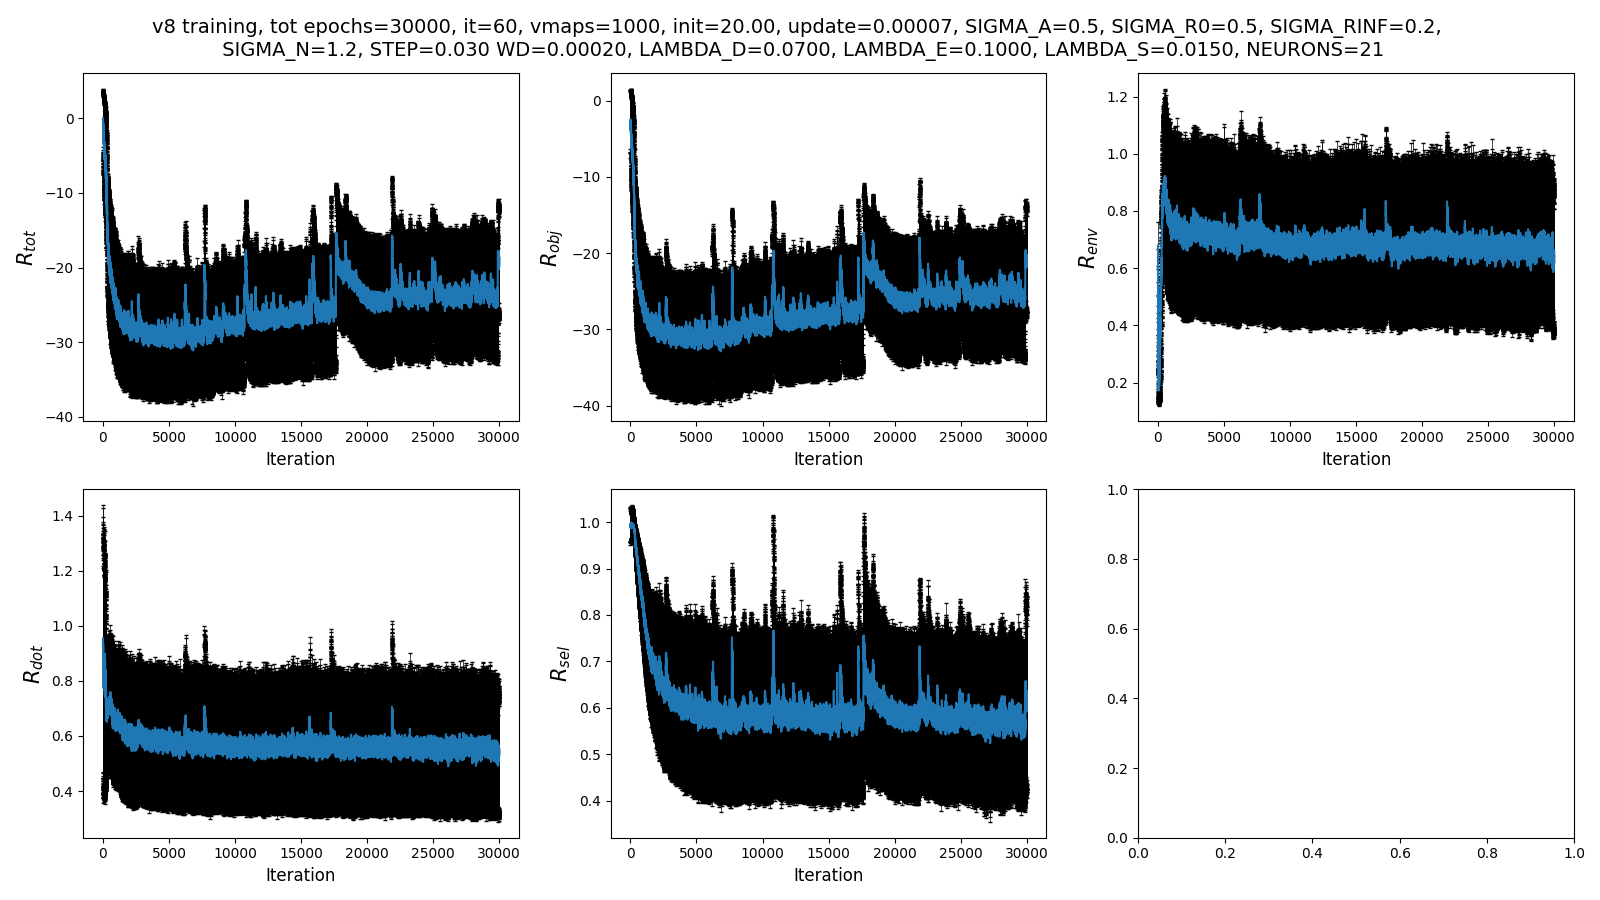 v8 training, tot epochs=30000, it=60, vmaps=1000, init=20.00, update=0.00007, SIGMA_A=0.5, SIGMA_R0=0.5, SIGMA_RINF=0.2,
SIGMA_N=1.2, STEP=0.030 WD=0.00020, LAMBDA_D=0.0700, LAMBDA_E=0.1000, LAMBDA_S=0.0150, NEURONS=21
R_tot
0
−10
−20
−30
−40
0 5000 10000 15000 20000 25000 30000
Iteration
R_obj
0
−10
−20
−30
−40
0 5000 10000 15000 20000 25000 30000
Iteration
R_env
1.2
1.0
0.8
0.6
0.4
0.2
0 5000 10000 15000 20000 25000 30000
Iteration
R_dot
1.4
1.2
1.0
0.8
0.6
0.4
0 5000 10000 15000 20000 25000 30000
Iteration
R_sel
1.0
0.9
0.8
0.7
0.6
0.5
0.4
0 5000 10000 15000 20000 25000 30000
Iteration
1.0
0.8
0.6
0.4
0.2
0.0
0.0 0.2 0.4 0.6 0.8 1.0